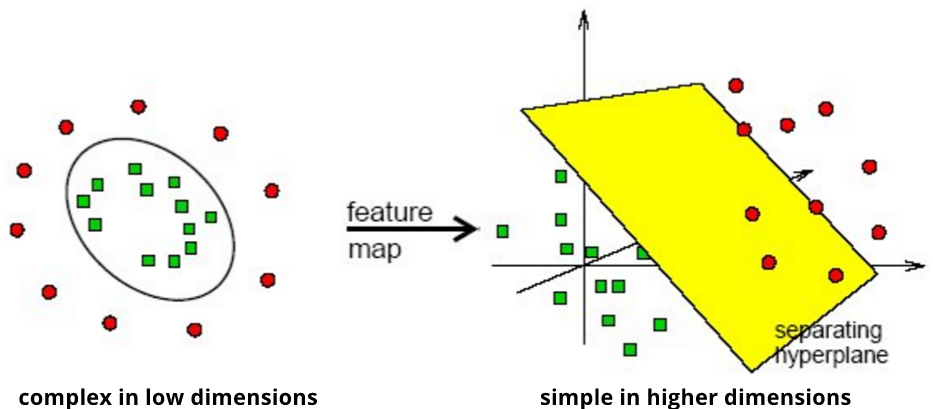 feature
map
separating
hyperplane
complex in low dimensions
simple in higher dimensions